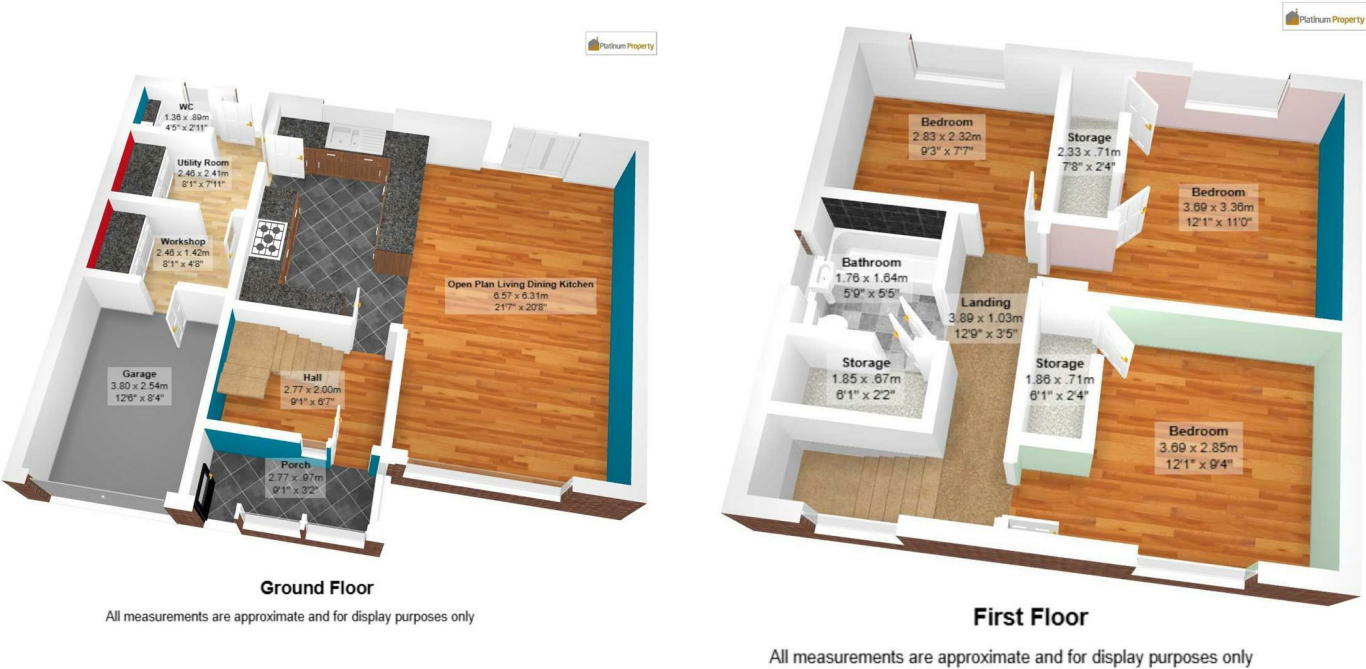 Platinum Property
WC
1.36 x .89m
4'5" x 2'11"
Utility Room
2.46 x 2.41m
8'1" x 7'11"
Workshop
2.46 x 1.42m
8'1" x 4'8"
Open Plan Living Dining Kitchen
6.57 x 6.31m
21'7" x 20'8"
Garage
3.80 x 2.54m
12'6" x 8'4"
Hall
2.77 x 2.00m
9'1" x 6'7"
Porch
2.77 x .97m
9'1" x 3'2"
Ground Floor
All measurements are approximate and for display purposes only
Platinum Property
Bedroom
2.83 x 2.32m
9'3" x 7'7"
Storage
2.33 x .71m
7'8" x 2'4"
Bedroom
3.69 x 3.36m
12'1" x 11'0"
Bathroom
1.76 x 1.64m
5'9" x 5'5"
Landing
3.89 x 1.03m
12'9" x 3'5"
Storage
1.85 x .67m
6'1" x 2'2"
Storage
1.86 x .71m
6'1" x 2'4"
Bedroom
3.69 x 2.85m
12'1" x 9'4"
First Floor
All measurements are approximate and for display purposes only